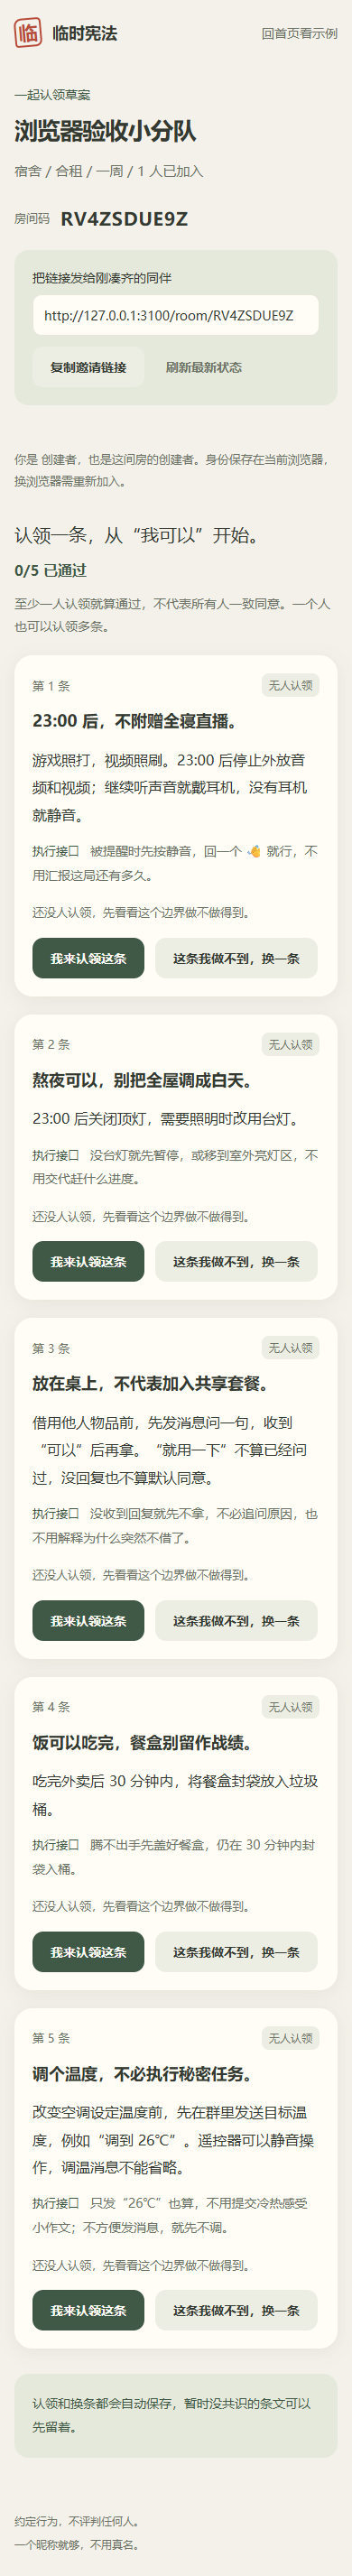 临 临时宪法 回首页看示例
一起认领草案
浏览器验收小分队
宿舍 / 合租 / 一周 / 1 人已加入
房间码 RV4ZSDUE9Z
把链接发给刚凑齐的同伴
http://127.0.0.1:3100/room/RV4ZSDUE9Z
复制邀请链接 刷新最新状态
你是 创建者，也是这间房的创建者。身份保存在当前浏览器，
换浏览器需重新加入。
认领一条，从“我可以”开始。
0/5 已通过
至少一人认领就算通过，不代表所有人一致同意。一个人
也可以认领多条。
第 1 条 无人认领
23:00 后，不附赠全寝直播。
游戏照打，视频照刷。23:00 后停止外放音
频和视频；继续听声音就戴耳机，没有耳机
就静音。
执行接口 被提醒时先按静音，回一个 👌 就行，不
用汇报这局还有多久。
还没人认领，先看看这个边界做不做得到。
我来认领这条 这条我做不到，换一条
第 2 条 无人认领
熬夜可以，别把全屋调成白天。
23:00 后关闭顶灯，需要照明时改用台灯。
执行接口 没台灯就先暂停，或移到室外亮灯区，不
用交代赶什么进度。
还没人认领，先看看这个边界做不做得到。
我来认领这条 这条我做不到，换一条
第 3 条 无人认领
放在桌上，不代表加入共享套餐。
借用他人物品前，先发消息问一句，收到
“可以”后再拿。“就用一下”不算已经问
过，没回复也不算默认同意。
执行接口 没收到回复就先不拿，不必追问原因，也
不用解释为什么突然不借了。
还没人认领，先看看这个边界做不做得到。
我来认领这条 这条我做不到，换一条
第 4 条 无人认领
饭可以吃完，餐盒别留作战绩。
吃完外卖后 30 分钟内，将餐盒封袋放入垃圾
桶。
执行接口 腾不出手先盖好餐盒，仍在 30 分钟内封
袋入桶。
还没人认领，先看看这个边界做不做得到。
我来认领这条 这条我做不到，换一条
第 5 条 无人认领
调个温度，不必执行秘密任务。
改变空调设定温度前，先在群里发送目标温
度，例如“调到 26℃”。遥控器可以静音操
作，调温消息不能省略。
执行接口 只发“26℃”也算，不用提交冷热感受
小作文；不方便发消息，就先不调。
还没人认领，先看看这个边界做不做得到。
我来认领这条 这条我做不到，换一条
认领和换条都会自动保存，暂时没共识的条文可以
先留着。
约定行为，不评判任何人。
一个昵称就够，不用真名。